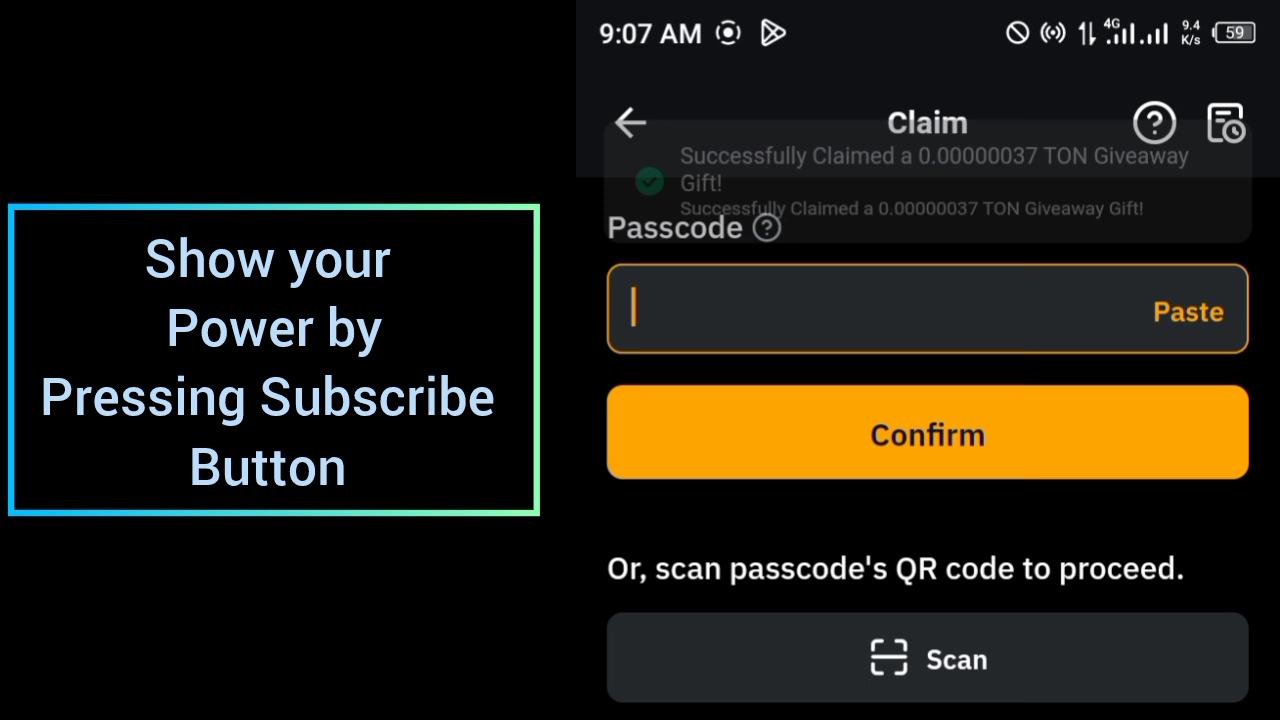 Show your
Power by
Pressing Subscribe
Button
9:07 AM
4G
9.4
K/s
59
Claim
Successfully Claimed a 0.00000037 TON Giveaway
Gift!
Successfully Claimed a 0.00000037 TON Giveaway Gift!
Passcode
Paste
Confirm
Or, scan passcode's QR code to proceed.
Scan